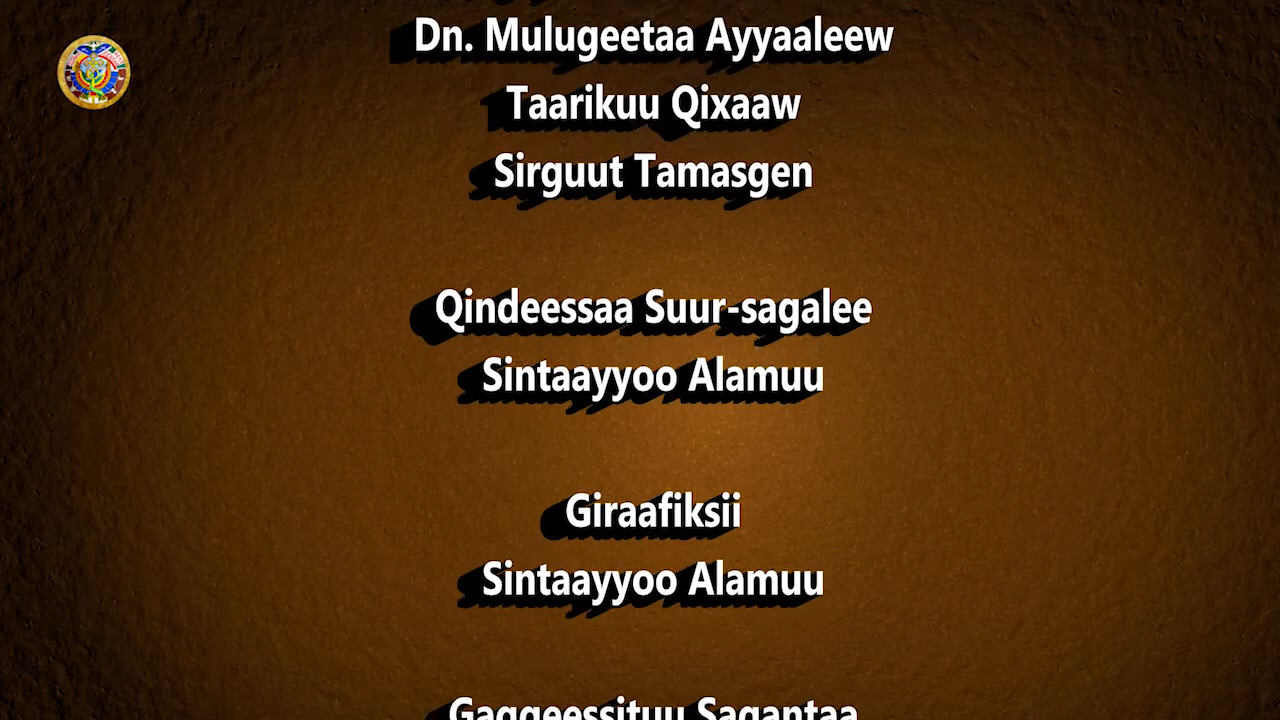 Dn. Mulugeetaa Ayyaaleew
Taarikuu Qixaaw
Sirguut Tamasgen
Qindeessaa Suur-sagalee
Sintaayyoo Alamuu
Giraafiksii
Sintaayyoo Alamuu
Gaggeessituu Sagantaa